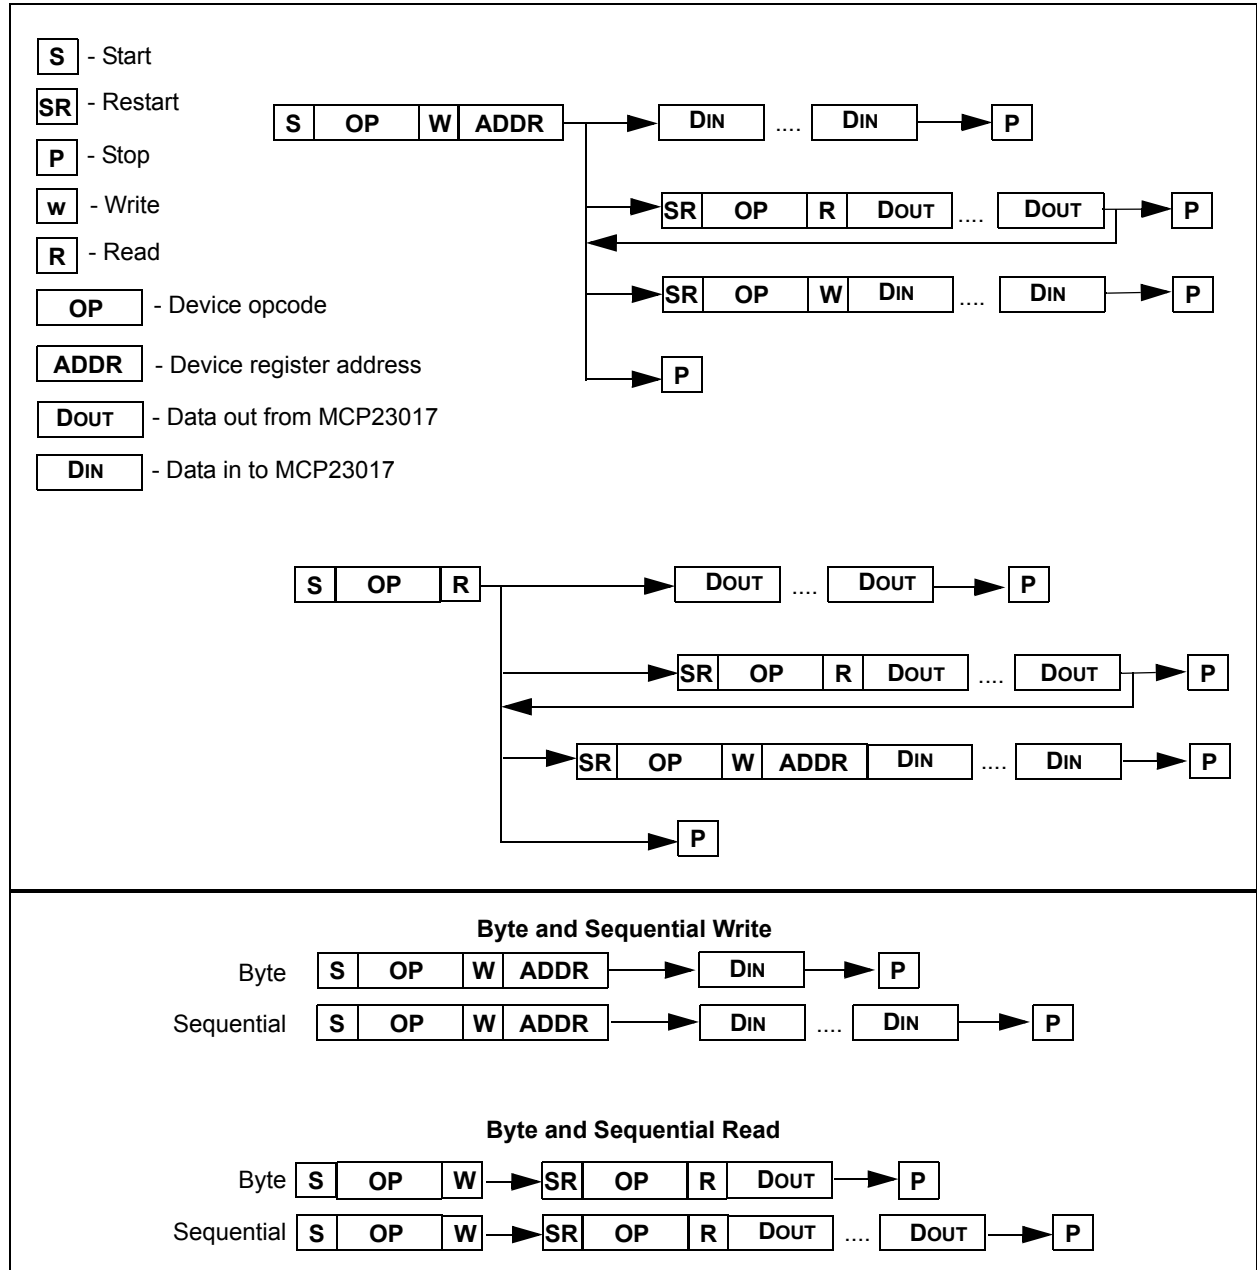 S - Start
SR - Restart
P - Stop
w - Write
R - Read
OP - Device opcode
ADDR - Device register address
DOUT - Data out from MCP23017
DIN - Data in to MCP23017
S OP W ADDR DIN .... DIN P
SR OP R DOUT .... DOUT P
SR OP W DIN .... DIN P
P
S OP R DOUT .... DOUT P
SR OP R DOUT .... DOUT P
SR OP W ADDR DIN .... DIN P
P
Byte and Sequential Write
Byte S OP W ADDR DIN P
Sequential S OP W ADDR DIN .... DIN P
Byte and Sequential Read
Byte S OP W SR OP R DOUT P
Sequential S OP W SR OP R DOUT .... DOUT P